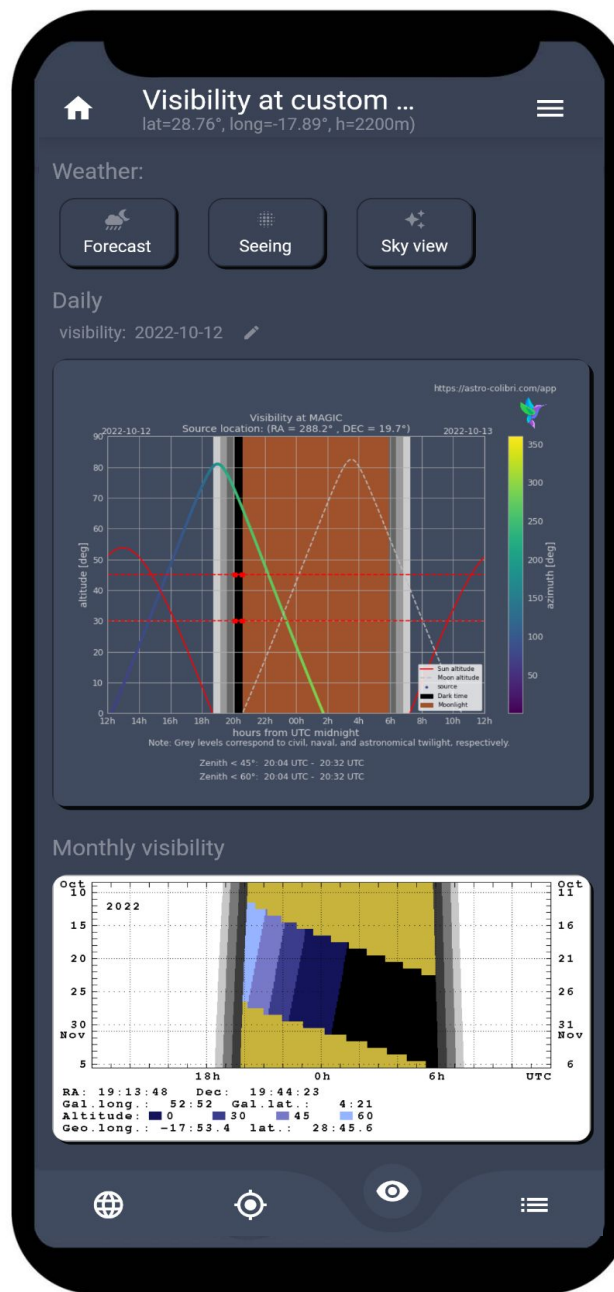 Visibility at custom ...
lat=28.76°, long=-17.89°, h=2200m)
Weather:
Forecast
Seeing
Sky view
Daily
visibility: 2022-10-12
https://astro-colibri.com/app
Visibility at MAGIC
2022-10-12
Source location: (RA = 288.2° , DEC = 19.7°)
2022-10-13
90
80
70
60
50
40
30
20
10
0
altitude [deg]
350
300
250
200
150
100
50
azimuth [deg]
Sun altitude
Moon altitude
source
Dark time
Moonlight
12h 14h 16h 18h 20h 22h 00h 2h 4h 6h 8h 10h 12h
hours from UTC midnight
Note: Grey levels correspond to civil, naval, and astronomical twilight, respectively.
Zenith < 45°: 20:04 UTC - 20:32 UTC
Zenith < 60°: 20:04 UTC - 20:32 UTC
Monthly visibility
Oct Oct
10 11
2022
15 16
20 21
25 26
30 31
Nov Nov
5 6
18h 0h 6h UTC
RA: 19:13:48 Dec: 19:44:23
Gal.long.: 52:52 Gal.lat.: 4:21
Altitude: 0 30 45 60
Geo.long.: -17:53.4 lat.: 28:45.6